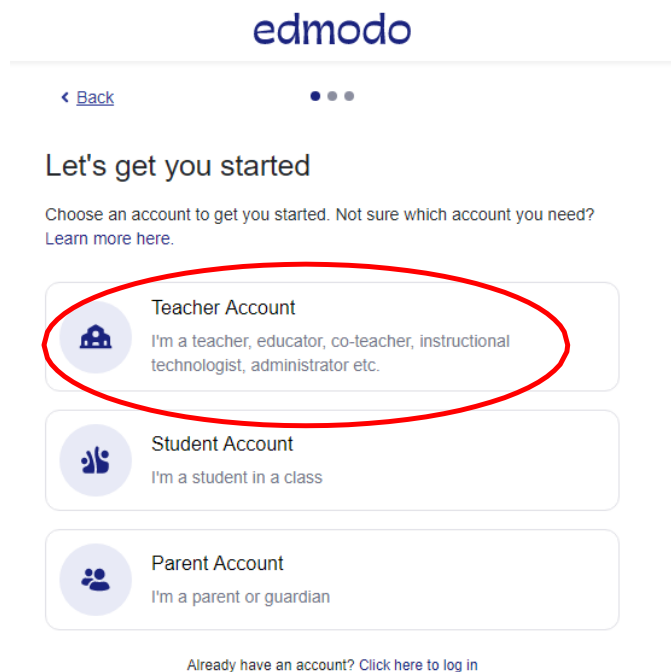 edmodo
Back
Let's get you started
Choose an account to get you started. Not sure which account you need?
Learn more here.
Teacher Account
I'm a teacher, educator, co-teacher, instructional
technologist, administrator etc.
Student Account
I'm a student in a class
Parent Account
I'm a parent or guardian
Already have an account? Click here to log in